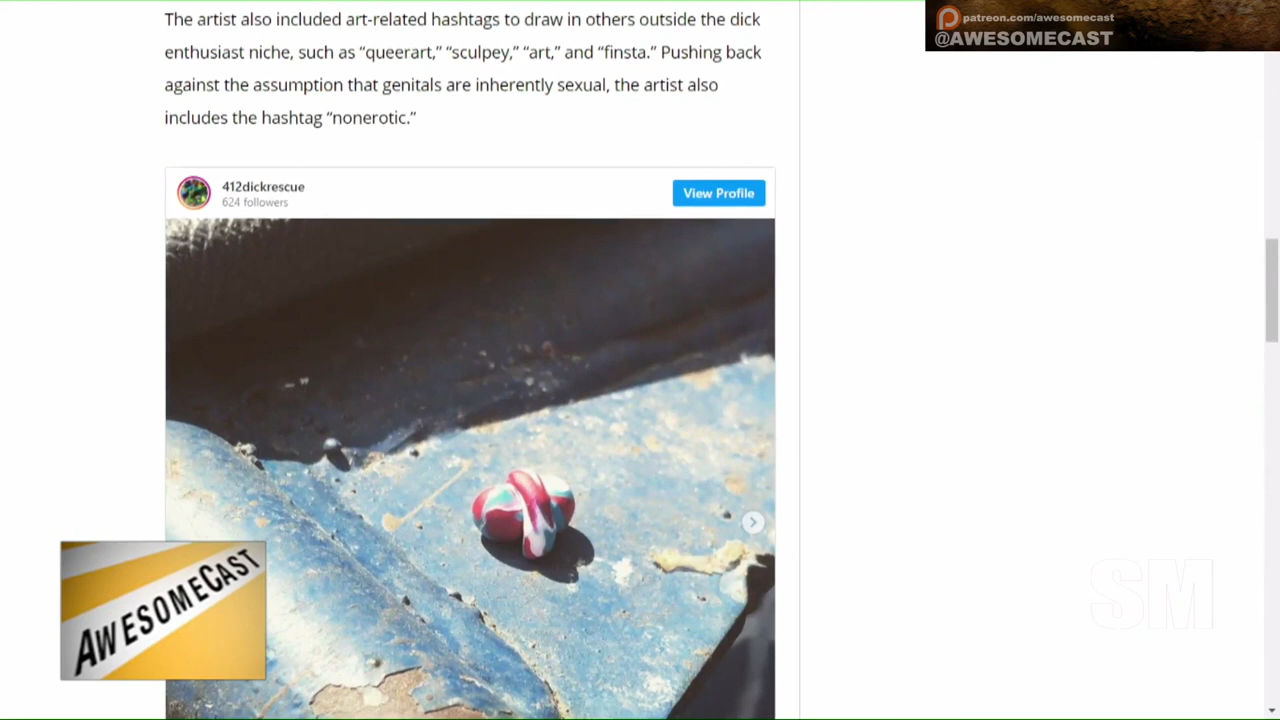 The artist also included art-related hashtags to draw in others outside the dick
enthusiast niche, such as “queerart,” “sculpey,” “art,” and “finsta.” Pushing back
against the assumption that genitals are inherently sexual, the artist also
includes the hashtag “nonerotic.”
patreon.com/awesomecast
@AWESOMECAST
412dickrescue
624 followers
View Profile
AWESOMECAST
SM